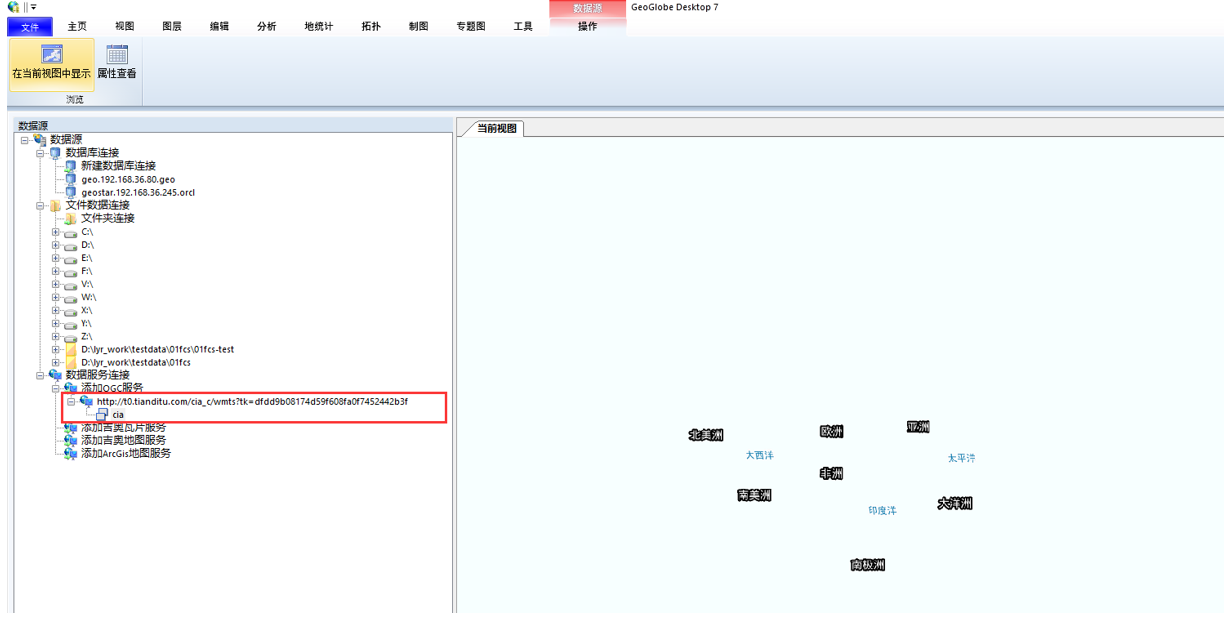 数据源 GeoGlobe Desktop 7
文件 主页 视图 图层 编辑 分析 地统计 拓扑 制图 专题图 工具 操作
在当前视图中显示 属性查看
浏览
数据源
当前视图
数据源
数据库连接
新建数据库连接
geo.192.168.36.80.geo
geostar.192.168.36.245.orcl
文件数据连接
文件夹连接
C:\
D:\
E:\
F:\
V:\
W:\
X:\
Y:\
Z:\
D:\lyr_work\testdata\01fcs\01fcs-test
D:\lyr_work\testdata\01fcs
数据服务连接
添加OGC服务
http://t0.tianditu.com/cia_c/wmts?tk=dfdd9b08174d59f608fa0f7452442b3f
cia
添加吉奥瓦片服务
添加吉奥地图服务
添加ArcGis地图服务
北美洲 欧洲 亚洲
大西洋 太平洋
非洲
南美洲 大洋洲
印度洋
南极洲